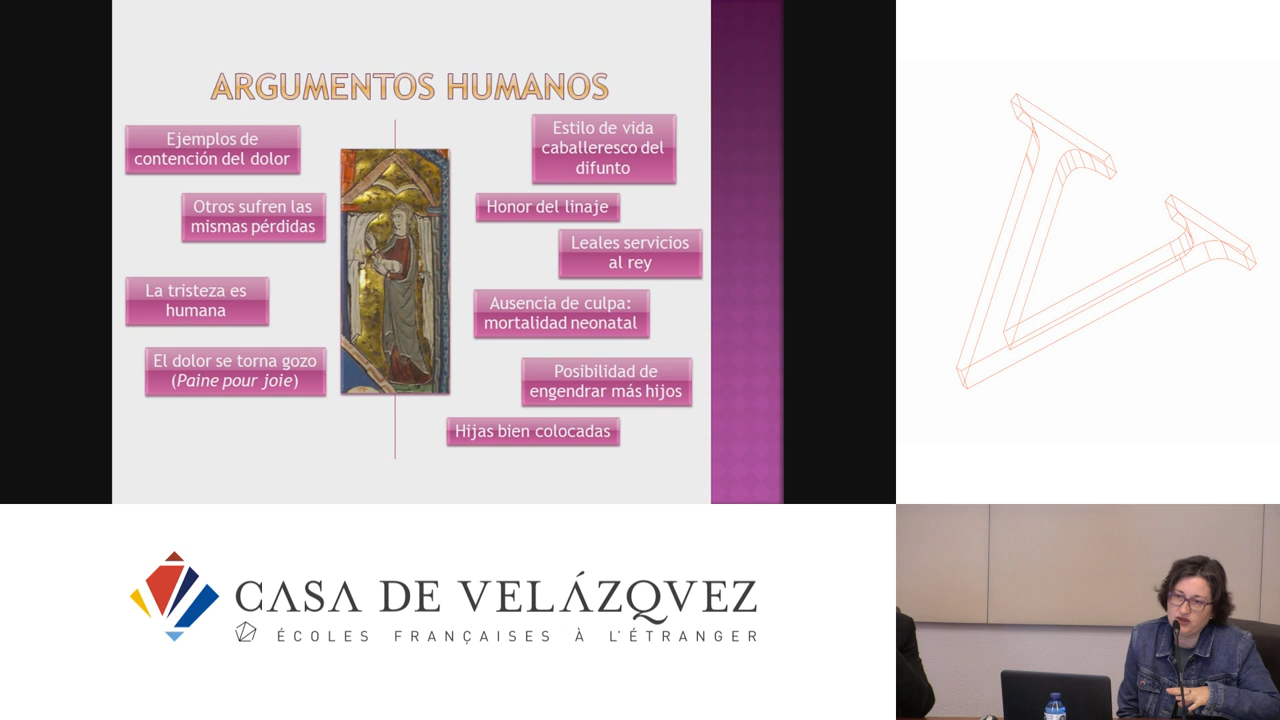 ARGUMENTOS HUMANOS
Ejemplos de
contención del dolor
Otros sufren las
mismas pérdidas
La tristeza es
humana
El dolor se torna gozo
(Paine pour joie)
Estilo de vida
caballeresco del
difunto
Honor del linaje
Leales servicios
al rey
Ausencia de culpa:
mortalidad neonatal
Posibilidad de
engendrar más hijos
Hijas bien colocadas
CASA DE VELÁZQVEZ
ÉCOLES FRANÇAISES À L'ÉTRANGER